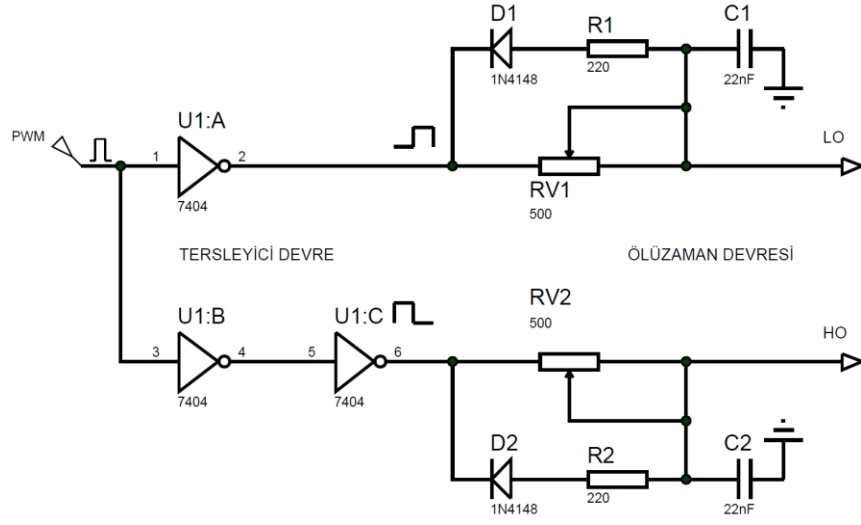 D1
R1
C1
1N4148
220
22nF
U1:A
PWM
1
2
LO
7404
RV1
500
TERSLEYİCİ DEVRE
ÖLÜZAMAN DEVRESİ
RV2
500
U1:B
U1:C
3
4
5
6
HO
7404
7404
D2
R2
C2
1N4148
220
22nF